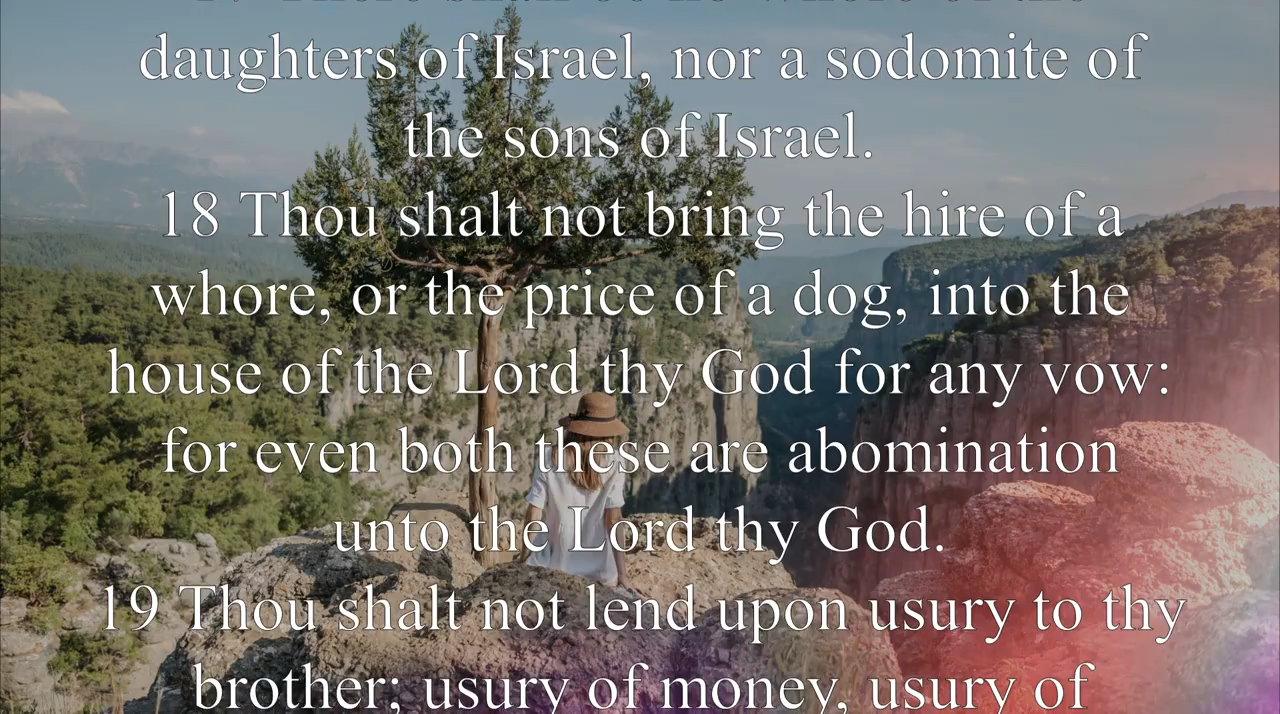 daughters of Israel, nor a sodomite of
the sons of Israel.
18 Thou shalt not bring the hire of a
whore, or the price of a dog, into the
house of the Lord thy God for any vow:
for even both these are abomination
unto the Lord thy God.
19 Thou shalt not lend upon usury to thy
brother; usury of money, usury of